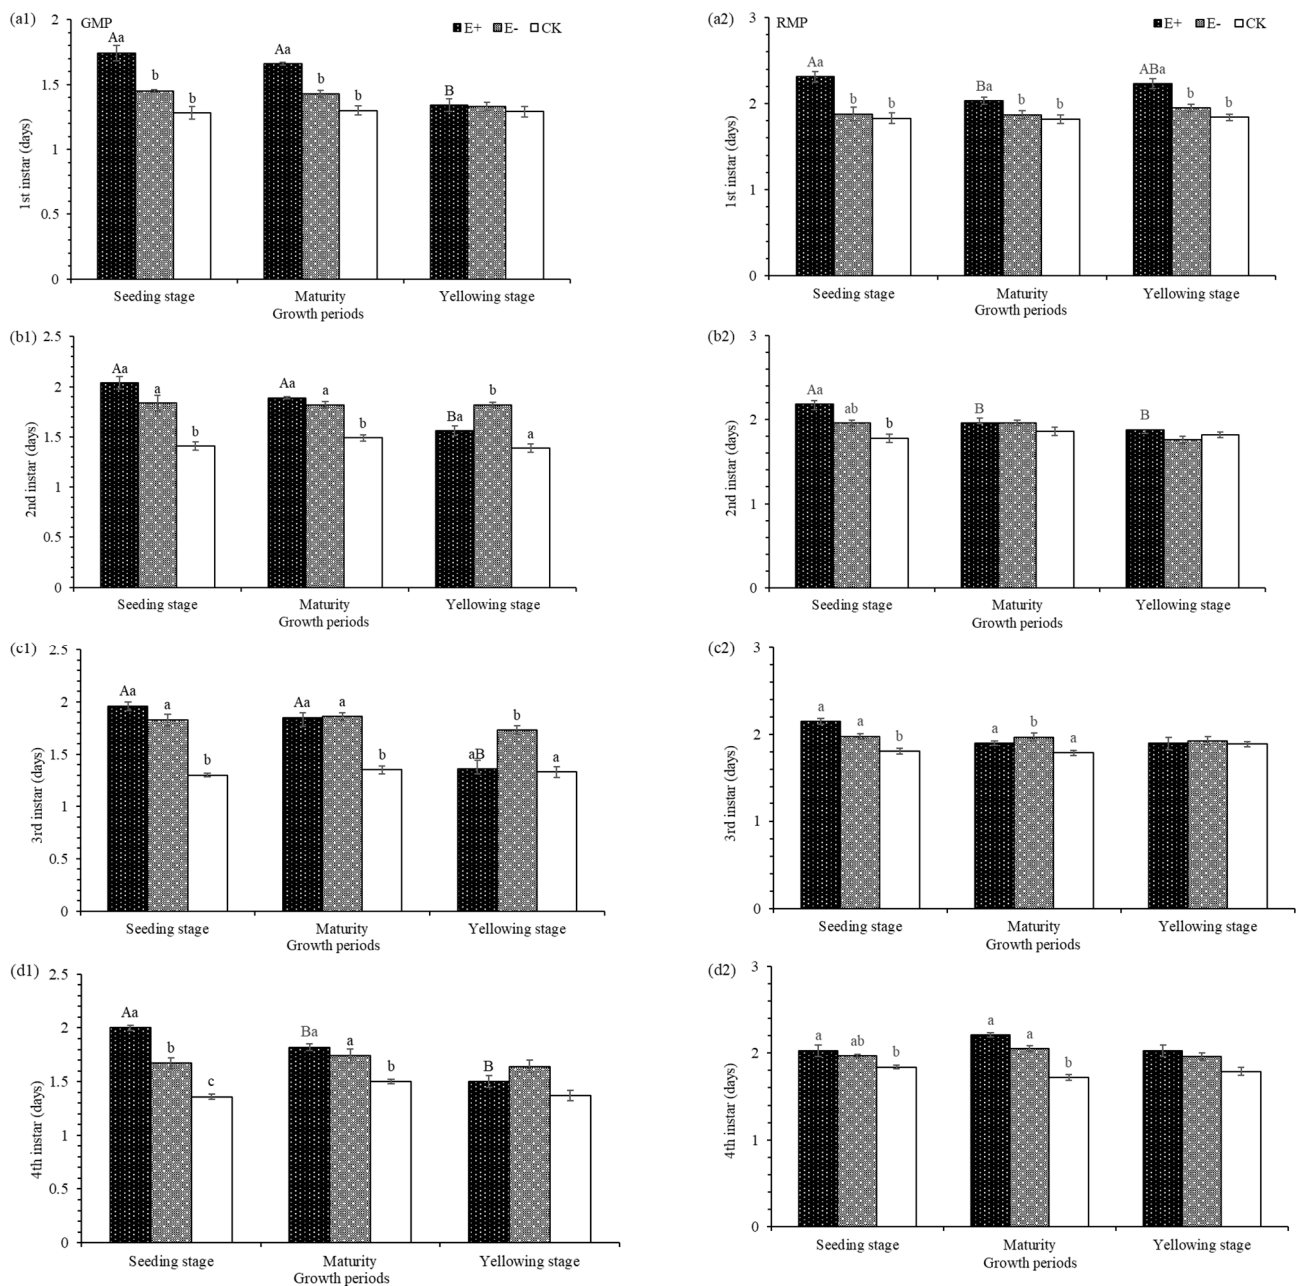 (a1)
GMP
E+ E- CK
2
1.5
1
0.5
0
1st instar (days)
Aa b b
Aa b b
B
Seeding stage Maturity Yellowing stage
Growth periods
(a2)
RMP
E+ E- CK
3
2
1
0
1st instar (days)
Aa b b
Ba b b
ABa b b
Seeding stage Maturity Yellowing stage
Growth periods
(b1)
2.5
2
1.5
1
0.5
0
2nd instar (days)
Aa a b
Aa a b
Ba b a
Seeding stage Maturity Yellowing stage
Growth periods
(b2)
3
2
1
0
2nd instar (days)
Aa ab b
B
B
Seeding stage Maturity Yellowing stage
Growth periods
(c1)
2.5
2
1.5
1
0.5
0
3rd instar (days)
Aa a b
Aa a b
aB b a
Seeding stage Maturity Yellowing stage
Growth periods
(c2)
3
2
1
0
3rd instar (days)
a a b
a b a
Seeding stage Maturity Yellowing stage
Growth periods
(d1)
2.5
2
1.5
1
0.5
0
4th instar (days)
Aa b c
Ba a b
B
Seeding stage Maturity Yellowing stage
Growth periods
(d2)
3
2
1
0
4th instar (days)
a ab b
a a b
Seeding stage Maturity Yellowing stage
Growth periods